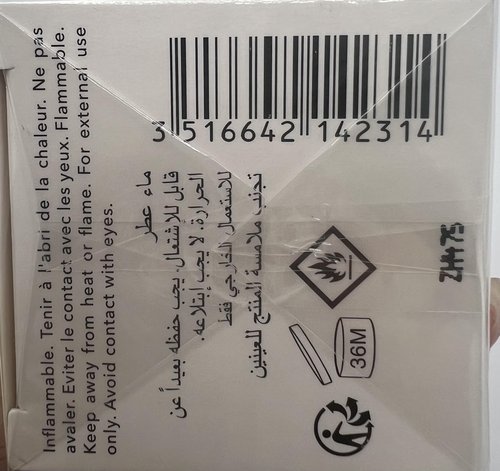 Inflammable. Tenir à l'abri de la chaleur. Ne pas
avaler. Eviter le contact avec les yeux. Flammable.
Keep away from heat or flame. For external use
only. Avoid contact with eyes.
3 516642 142314
ماء عطر
قابل للاشتعال. يجب حفظه بعيداً عن
الحرارة. لا يجب إبتلاعه.
للاستعمال الخارجي فقط
تجنب ملامسة المنتج للعينين
36M